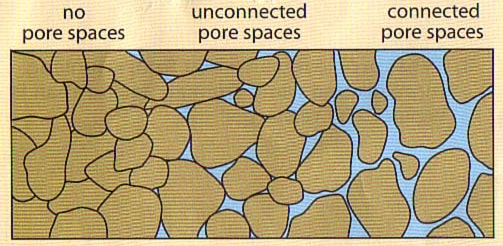 no
pore spaces
unconnected
pore spaces
connected
pore spaces